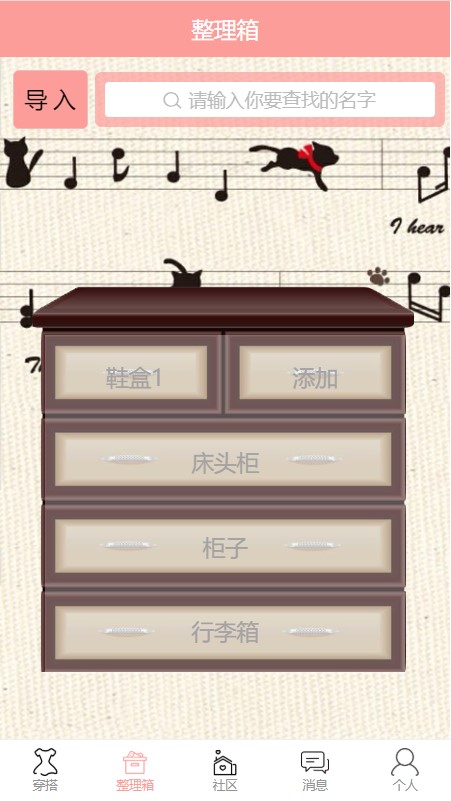 整理箱
导入
请输入你要查找的名字
I hear
鞋盒1
添加
床头柜
柜子
行李箱
穿搭
整理箱
社区
消息
个人